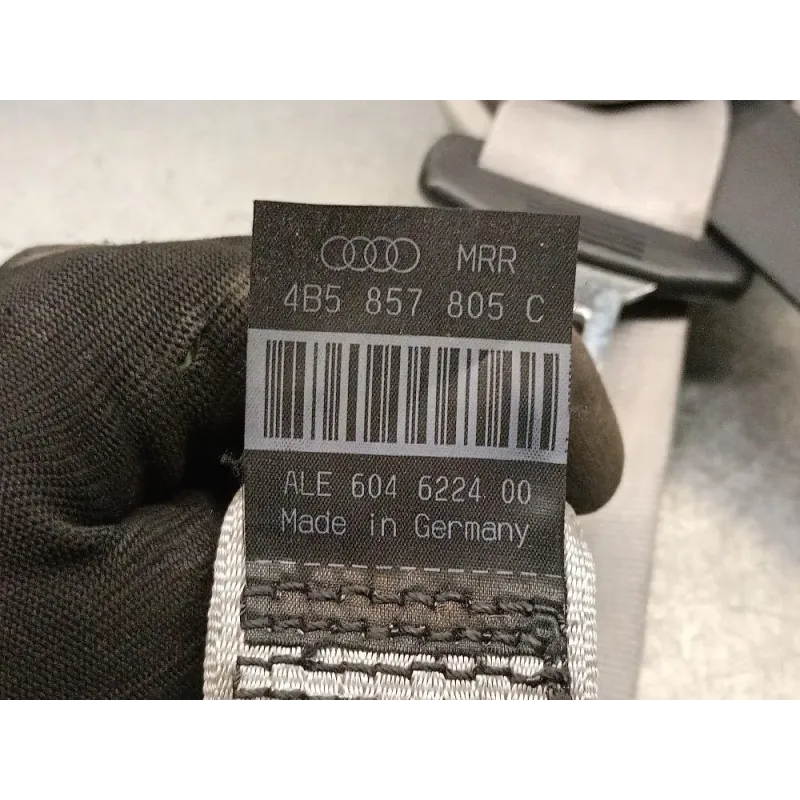 MRR
4B5 857 805 C
ALE 604 6224 00
Made in Germany